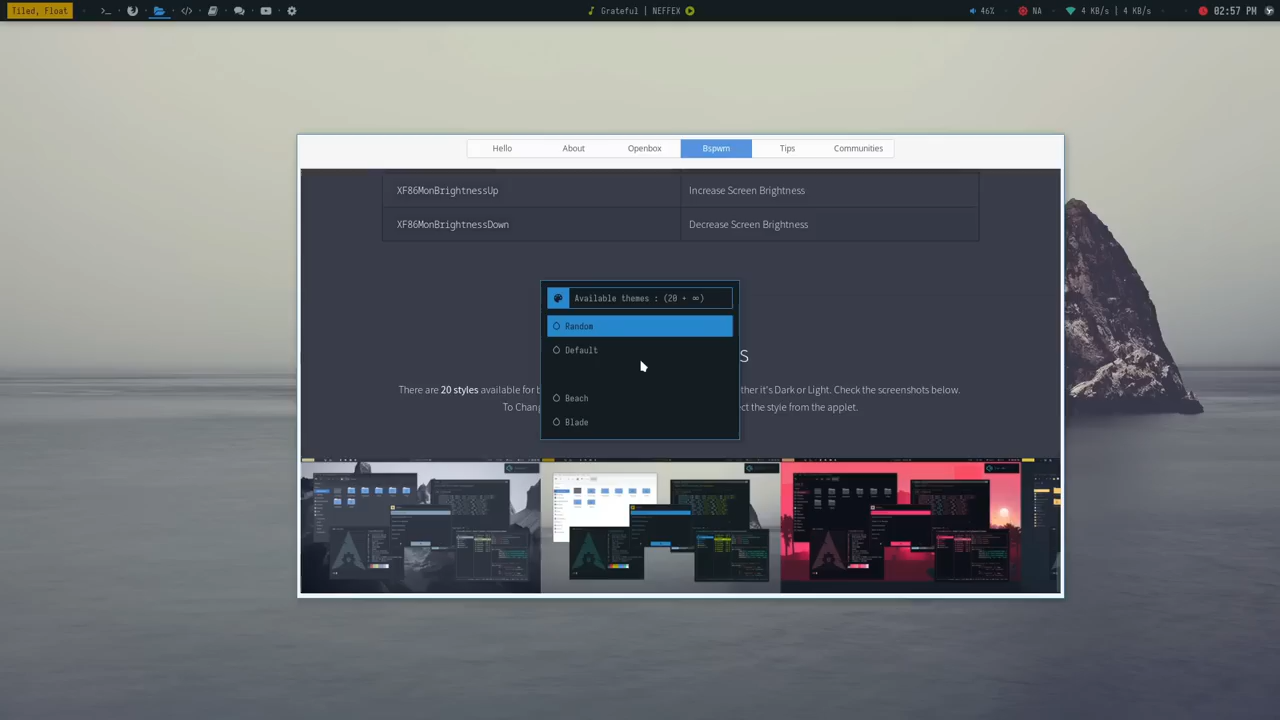 Tiled, Float
Grateful | NEFFEX
46%
NA
4 KB/s | 4 KB/s
02:57 PM
Hello
About
Openbox
Bspwm
Tips
Communities
XF86MonBrightnessUp
Increase Screen Brightness
XF86MonBrightnessDown
Decrease Screen Brightness
Available themes : (20 + ∞)
Random
Default
Beach
Blade
There are 20 styles available for
ther it's Dark or Light. Check the screenshots below.
To Chan
ect the style from the applet.